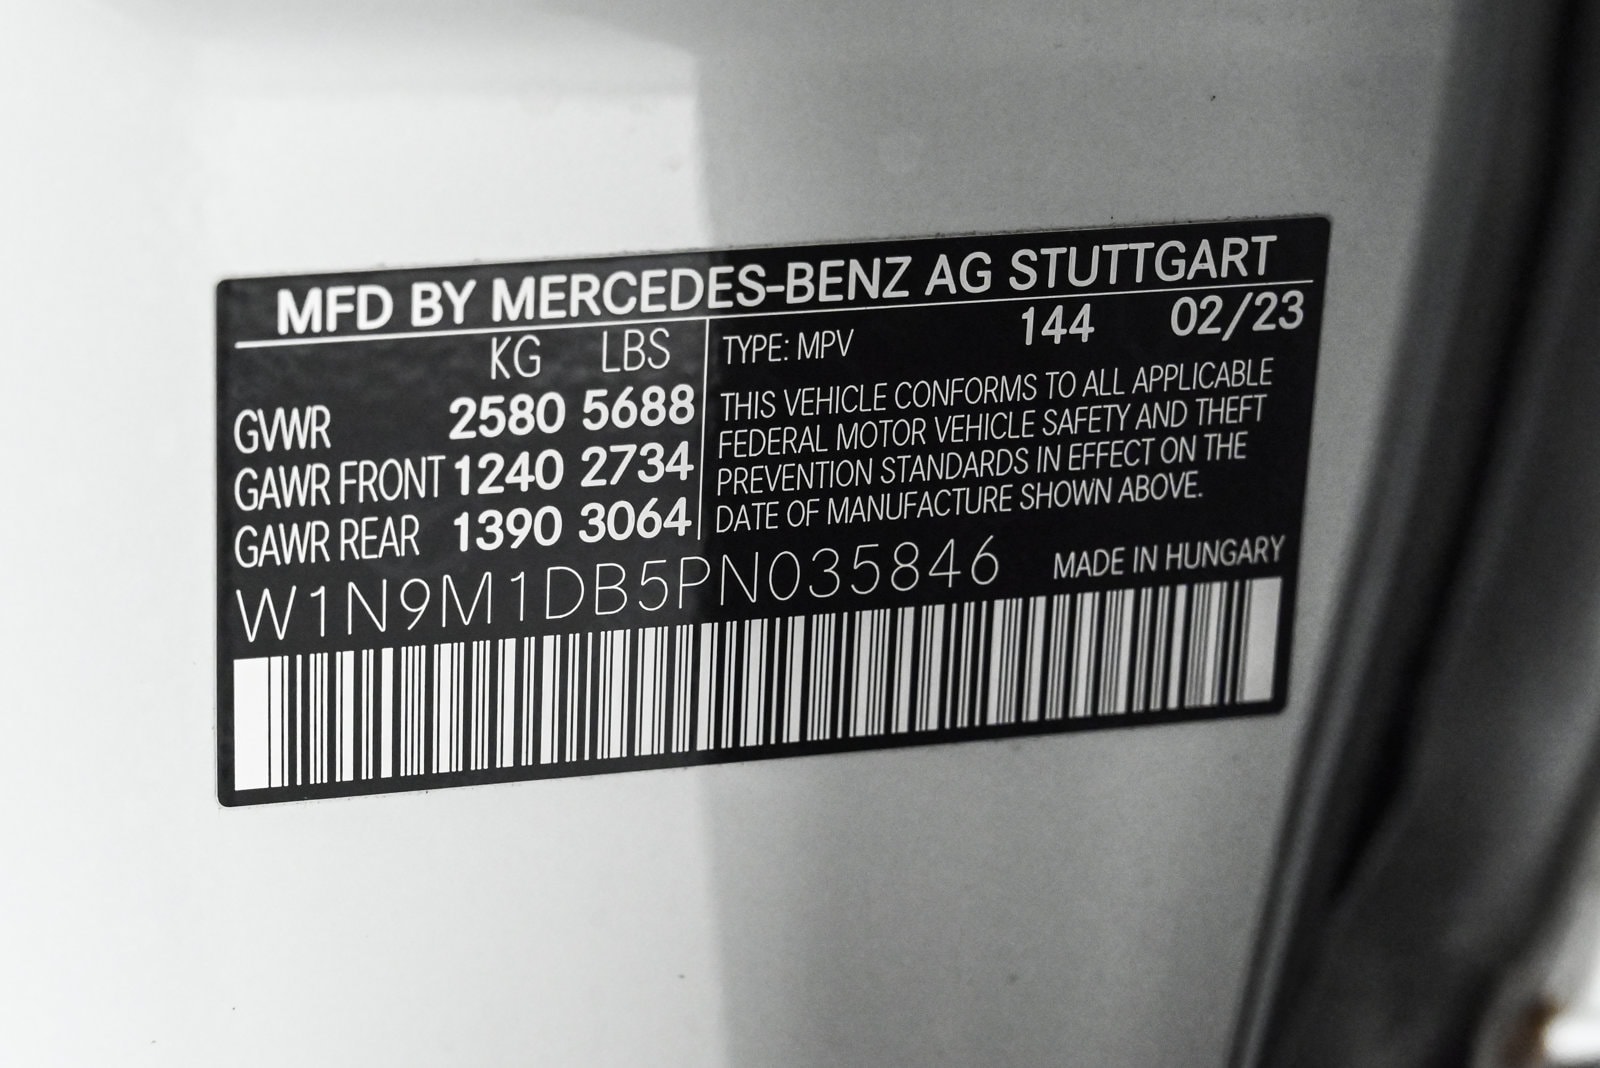 MFD BY MERCEDES-BENZ AG STUTTGART
KG LBS
GVWR 2580 5688
GAWR FRONT 1240 2734
GAWR REAR 1390 3064
TYPE: MPV 144 02/23
THIS VEHICLE CONFORMS TO ALL APPLICABLE
FEDERAL MOTOR VEHICLE SAFETY AND THEFT
PREVENTION STANDARDS IN EFFECT ON THE
DATE OF MANUFACTURE SHOWN ABOVE.
W1N9M1DB5PN035846 MADE IN HUNGARY